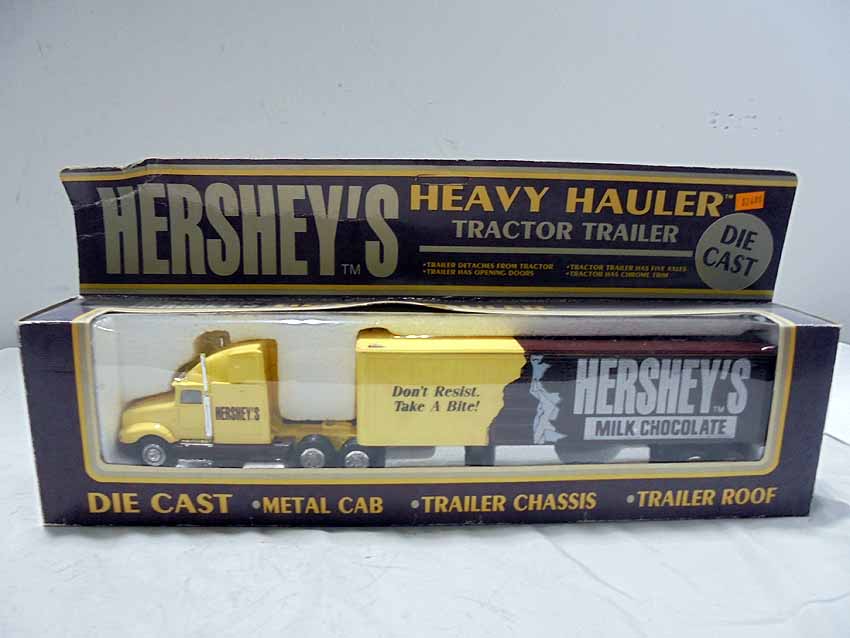 HERSHEY'S TM
HEAVY HAULER TM
TRACTOR TRAILER
DIE CAST
•TRAILER DETACHES FROM TRACTOR
•TRAILER HAS OPENING DOORS
•TRACTOR TRAILER HAS FIVE AXLES
•TRACTOR HAS CHROME TRIM
HERSHEY'S
Don't Resist.
Take A Bite!
HERSHEY'S TM
MILK CHOCOLATE
DIE CAST •METAL CAB •TRAILER CHASSIS •TRAILER ROOF